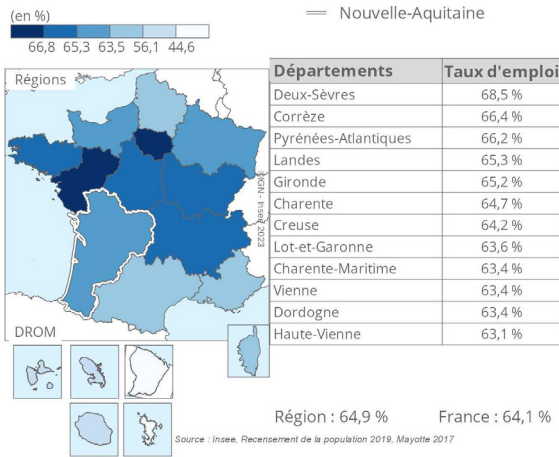 (en %)
66,8 65,3 63,5 56,1 44,6
Nouvelle-Aquitaine
Régions
©IGN - Insee 2023
DROM
Départements Taux d'emploi
Deux-Sèvres 68,5 %
Corrèze 66,4 %
Pyrénées-Atlantiques 66,2 %
Landes 65,3 %
Gironde 65,2 %
Charente 64,7 %
Creuse 64,2 %
Lot-et-Garonne 63,6 %
Charente-Maritime 63,4 %
Vienne 63,4 %
Dordogne 63,4 %
Haute-Vienne 63,1 %
Région : 64,9 % France : 64,1 %
Source : Insee, Recensement de la population 2019, Mayotte 2017